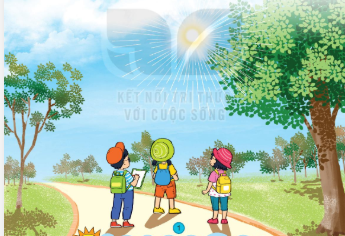 KẾT NỐI TRI THỨC
VỚI CUỘC SỐNG
1